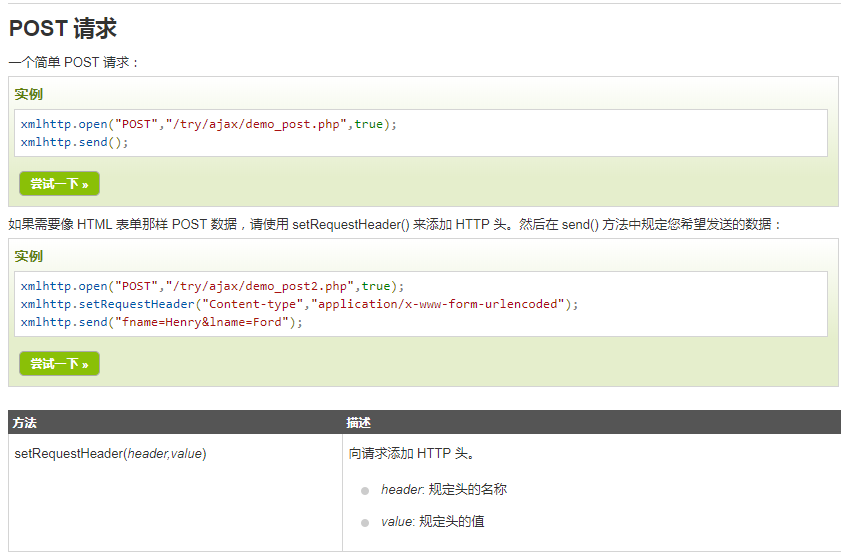 POST 请求
一个简单 POST 请求：
实例
xmlhttp.open("POST","/try/ajax/demo_post.php",true);
xmlhttp.send();
尝试一下 »
如果需要像 HTML 表单那样 POST 数据，请使用 setRequestHeader() 来添加 HTTP 头。然后在 send() 方法中规定您希望发送的数据：
实例
xmlhttp.open("POST","/try/ajax/demo_post2.php",true);
xmlhttp.setRequestHeader("Content-type","application/x-www-form-urlencoded");
xmlhttp.send("fname=Henry&lname=Ford");
尝试一下 »
方法 描述
setRequestHeader(header,value) 向请求添加 HTTP 头。
header: 规定头的名称
value: 规定头的值